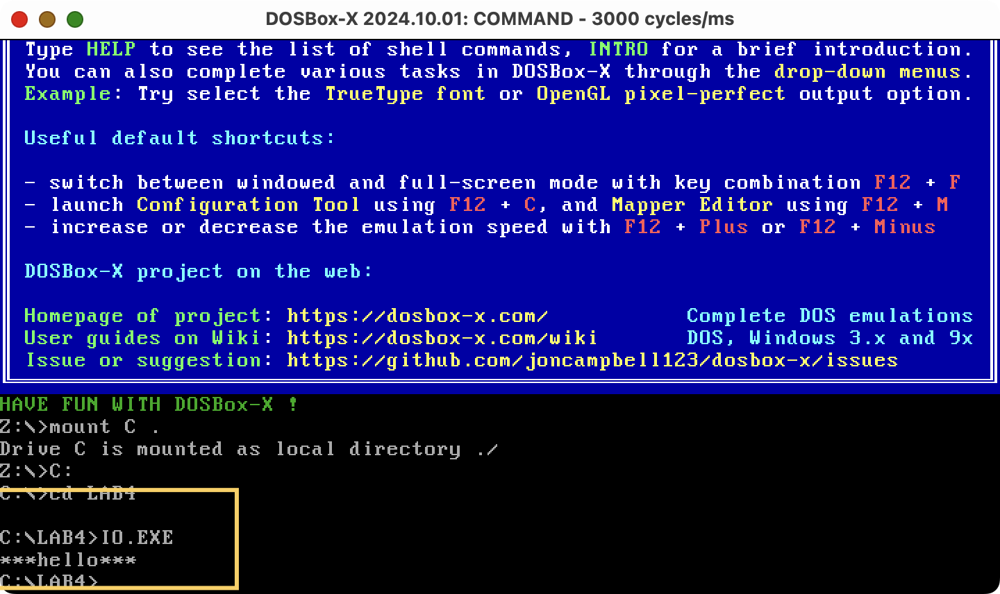 DOSBox-X 2024.10.01: COMMAND - 3000 cycles/ms
Type HELP to see the list of shell commands, INTRO for a brief introduction.
You can also complete various tasks in DOSBox-X through the drop-down menus.
Example: Try select the TrueType font or OpenGL pixel-perfect output option.
Useful default shortcuts:
- switch between windowed and full-screen mode with key combination F12 + F
- launch Configuration Tool using F12 + C, and Mapper Editor using F12 + M
- increase or decrease the emulation speed with F12 + Plus or F12 + Minus
DOSBox-X project on the web:
Homepage of project: https://dosbox-x.com/ Complete DOS emulations
User guides on Wiki: https://dosbox-x.com/wiki DOS, Windows 3.x and 9x
Issue or suggestion: https://github.com/joncampbell123/dosbox-x/issues
HAVE FUN WITH DOSBox-X !
Z:\>mount C .
Drive C is mounted as local directory ./
Z:\>C:
C:\>cd LAB4
C:\LAB4>IO.EXE
***hello***
C:\LAB4>